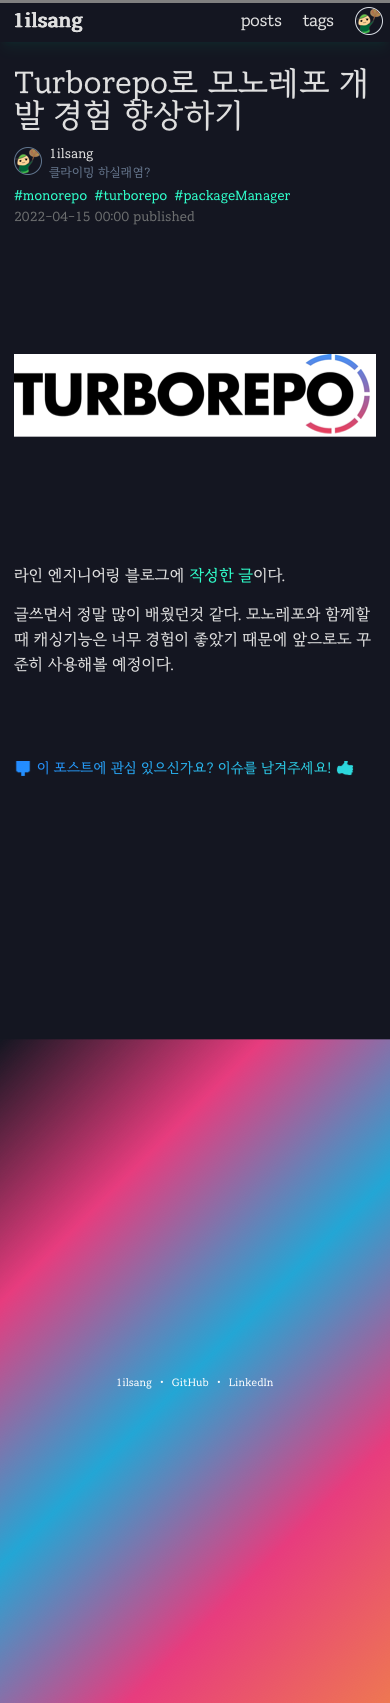 1ilsang
posts tags
Turborepo로 모노레포 개
발 경험 향상하기
1ilsang
클라이밍 하실래염?
#monorepo #turborepo #packageManager
2022-04-15 00:00 published
TURBOREPO
라인 엔지니어링 블로그에 작성한 글이다.
글쓰면서 정말 많이 배웠던것 같다. 모노레포와 함께할
때 캐싱기능은 너무 경험이 좋았기 때문에 앞으로도 꾸
준히 사용해볼 예정이다.
이 포스트에 관심 있으신가요? 이슈를 남겨주세요!
1ilsang • GitHub • LinkedIn